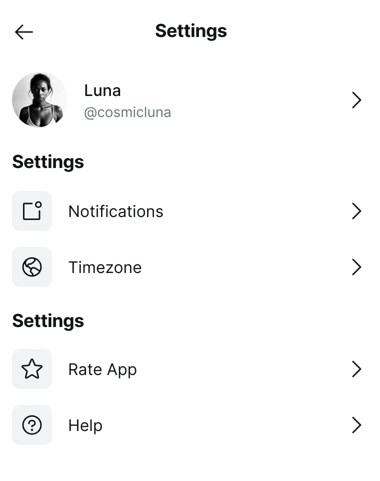 Settings
Luna
@cosmicluna
Settings
Notifications
Timezone
Settings
Rate App
Help